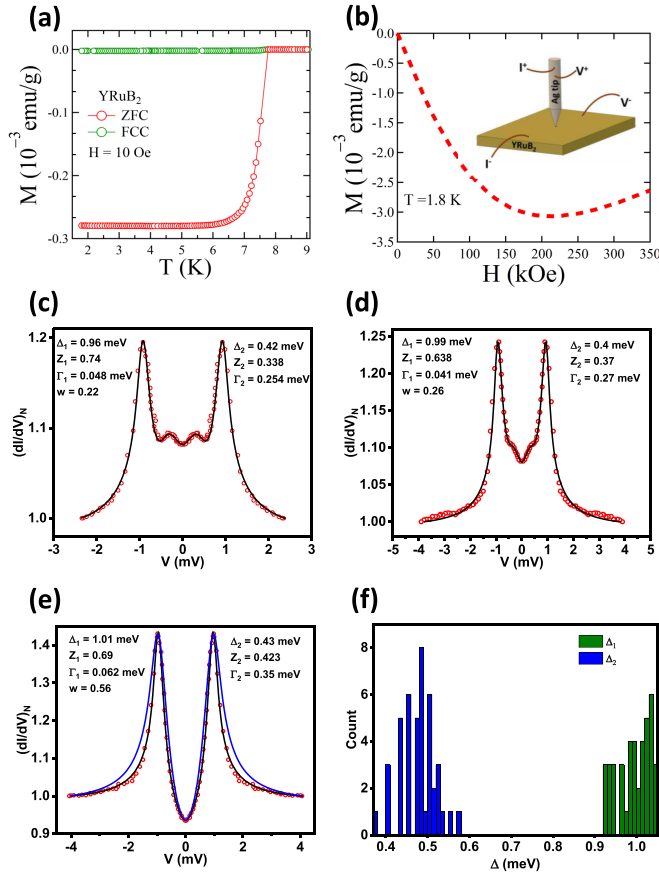 (a)
0.0
-0.1
-0.2
-0.3
M (10⁻³ emu/g)
YRuB₂
ZFC
FCC
H = 10 Oe
2 3 4 5 6 7 8 9
T (K)
(b)
0.0
-0.5
-1.0
-1.5
-2.0
-2.5
-3.0
-3.5
M (10⁻³ emu/g)
I⁺
V⁺
Ag tip
V⁻
I⁻
YRuB₂
T =1.8 K
0 50 100 150 200 250 300 350
H (kOe)
(c)
1.2
1.1
1.0
(dI/dV)N
Δ₁ = 0.96 meV
Z₁ = 0.74
Γ₁ = 0.048 meV
w = 0.22
Δ₂ = 0.42 meV
Z₂ = 0.338
Γ₂ = 0.254 meV
-3 -2 -1 0 1 2 3
V (mV)
(d)
1.25
1.20
1.15
1.10
1.05
1.00
(dI/dV)N
Δ₁ = 0.99 meV
Z₁ = 0.638
Γ₁ = 0.041 meV
w = 0.26
Δ₂ = 0.4 meV
Z₂ = 0.37
Γ₂ = 0.27 meV
-5 -4 -3 -2 -1 0 1 2 3 4 5
V (mV)
(e)
1.4
1.3
1.2
1.1
1.0
0.9
(dI/dV)N
Δ₁ = 1.01 meV
Z₁ = 0.69
Γ₁ = 0.062 meV
w = 0.56
Δ₂ = 0.43 meV
Z₂ = 0.423
Γ₂ = 0.35 meV
-4 -2 0 2 4
V (mV)
(f)
8
6
4
2
0
Count
Δ₁
Δ₂
0.4 0.5 0.6 0.7 0.8 0.9 1.0
Δ (meV)